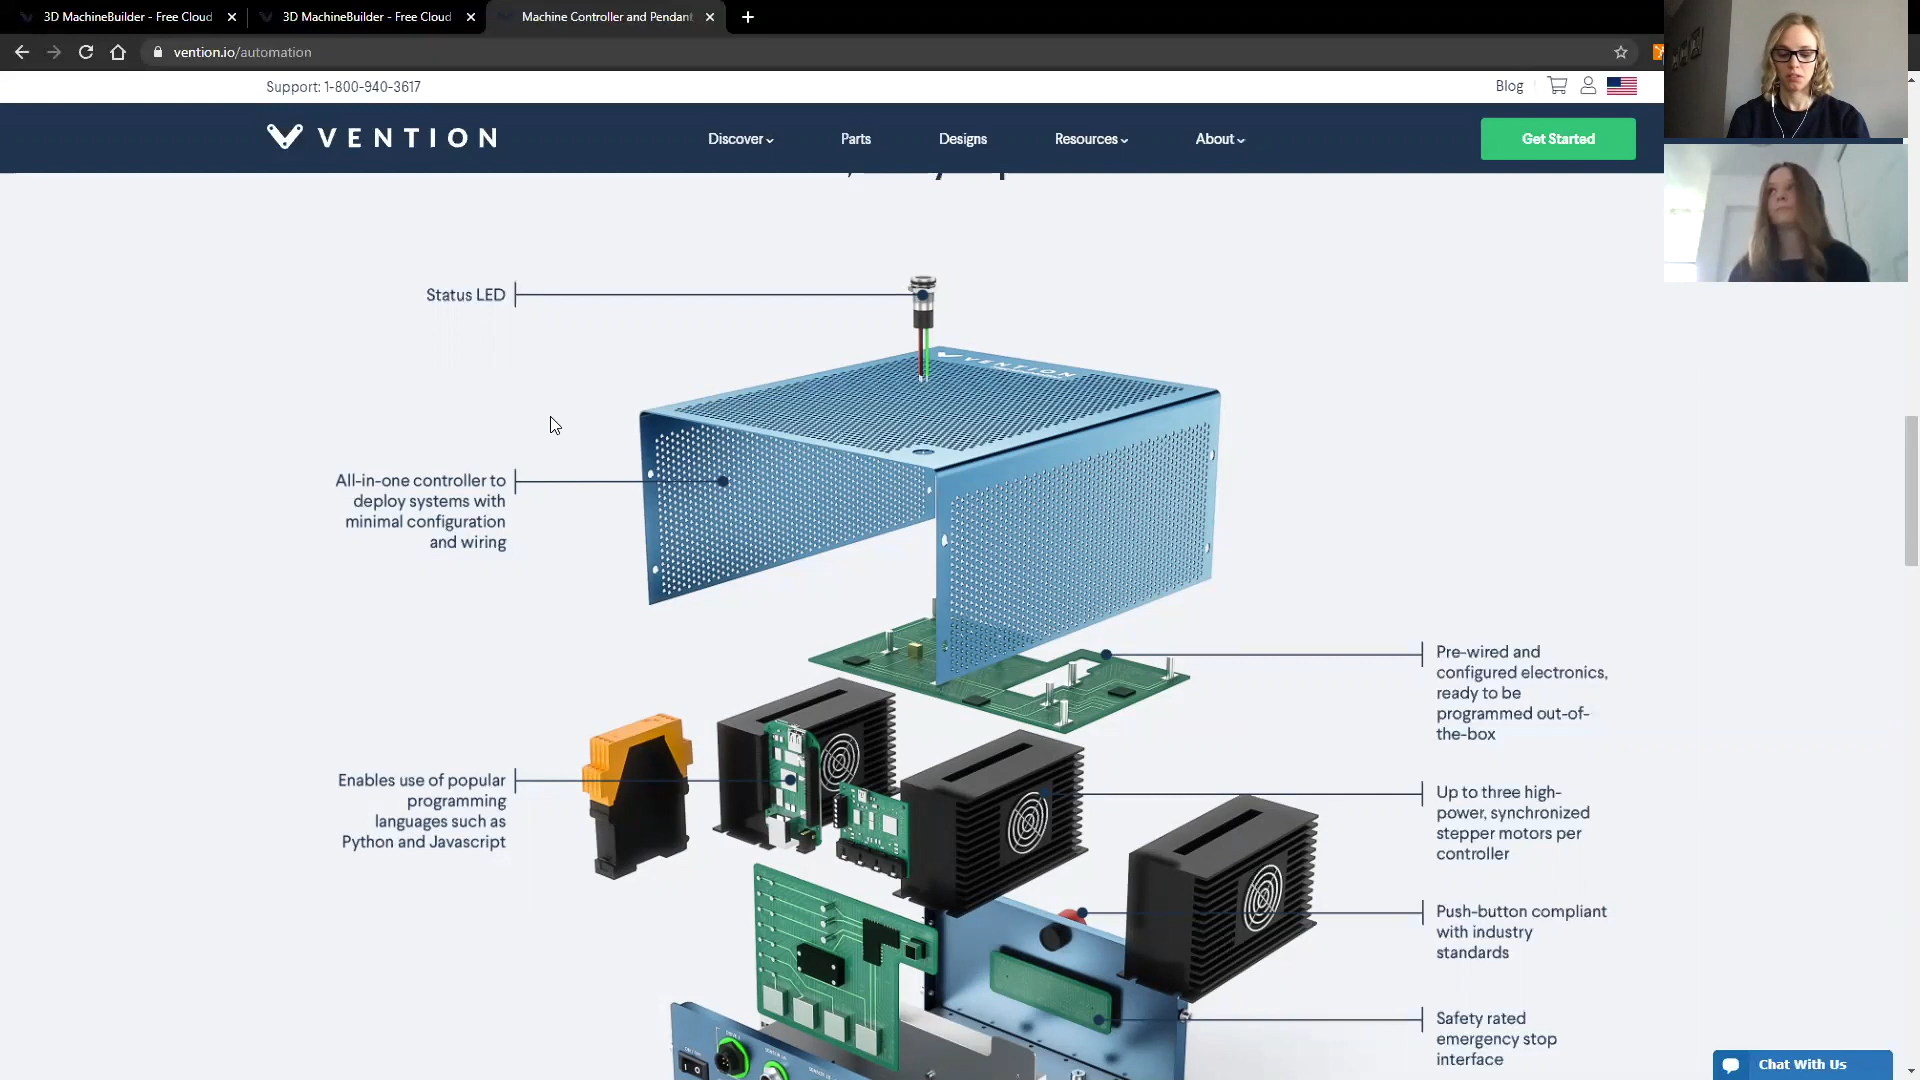 3D MachineBuilder - Free Cloud
3D MachineBuilder - Free Cloud
Machine Controller and Pendant
vention.io/automation
Support: 1-800-940-3617
Blog
VENTION
Discover
Parts
Designs
Resources
About
Get Started
Status LED
VENTION
All-in-one controller to
deploy systems with
minimal configuration
and wiring
Pre-wired and
configured electronics,
ready to be
programmed out-of-
the-box
Enables use of popular
programming
languages such as
Python and Javascript
Up to three high-
power, synchronized
stepper motors per
controller
Push-button compliant
with industry
standards
Safety rated
emergency stop
interface
Chat With Us